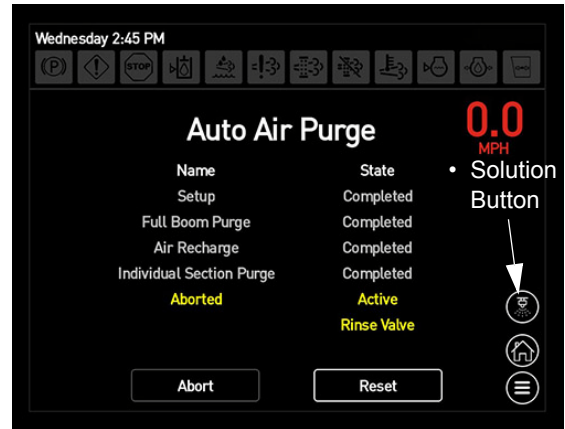 Wednesday 2:45 PM
(P) STOP
Auto Air Purge
0.0
MPH
• Solution
Button
Name State
Setup Completed
Full Boom Purge Completed
Air Recharge Completed
Individual Section Purge Completed
Aborted Active
Rinse Valve
Abort Reset